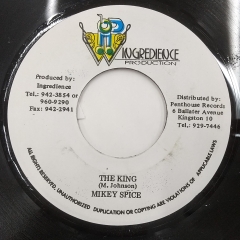 INGREDIENCE
PRODUCTION
Produced by:
Ingredience
Tel.: 942-3854 or
960-9290
Fax.: 942-2941
Distributed by:
Penthouse Records
6 Ballater Avenue
Kingston 10
Tel.: 929-7446
THE KING
(M. Johnson)
MIKEY SPICE
ALL RIGHTS RESERVED. UNAUTHORIZED DUPLICATION OR COPYING ARE VIOLATIONS OF APPLICABLE LAWS